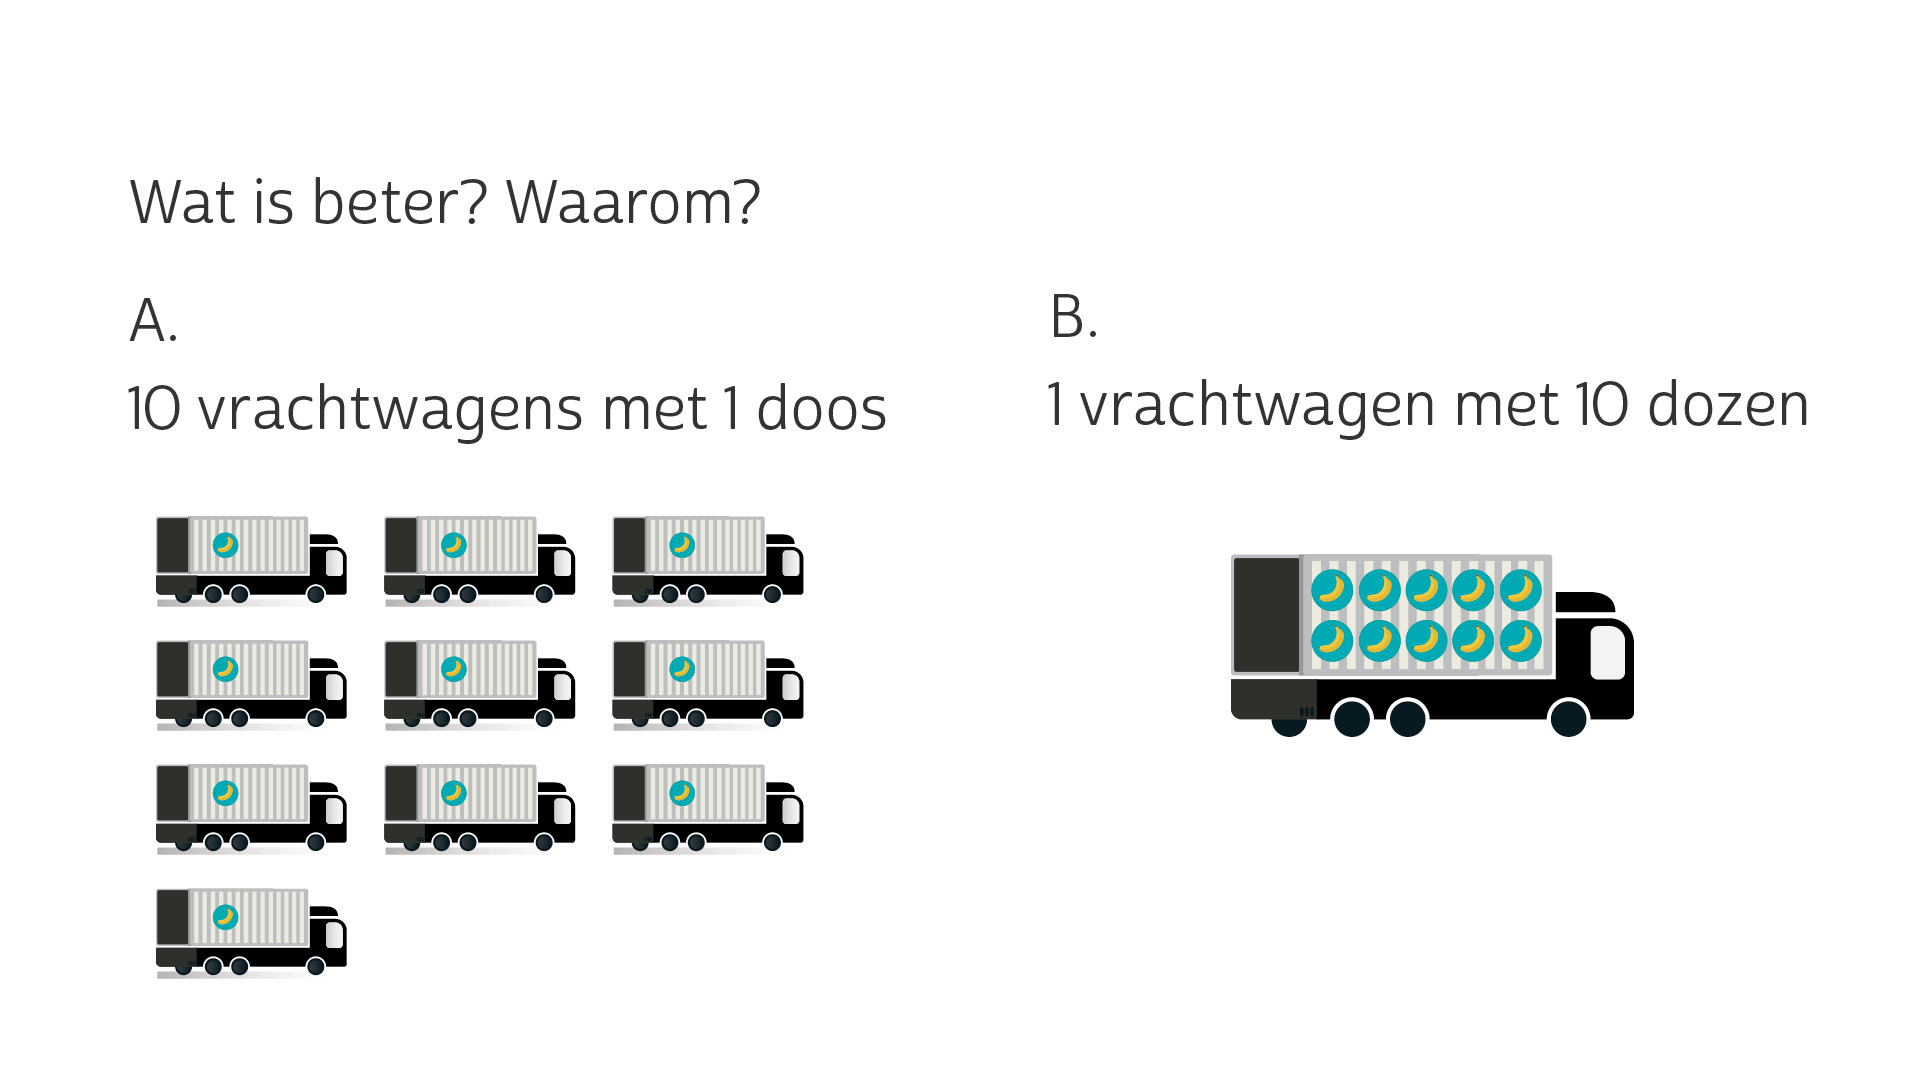 Wat is beter? Waarom?
A.
10 vrachtwagens met 1 doos
B.
1 vrachtwagen met 10 dozen